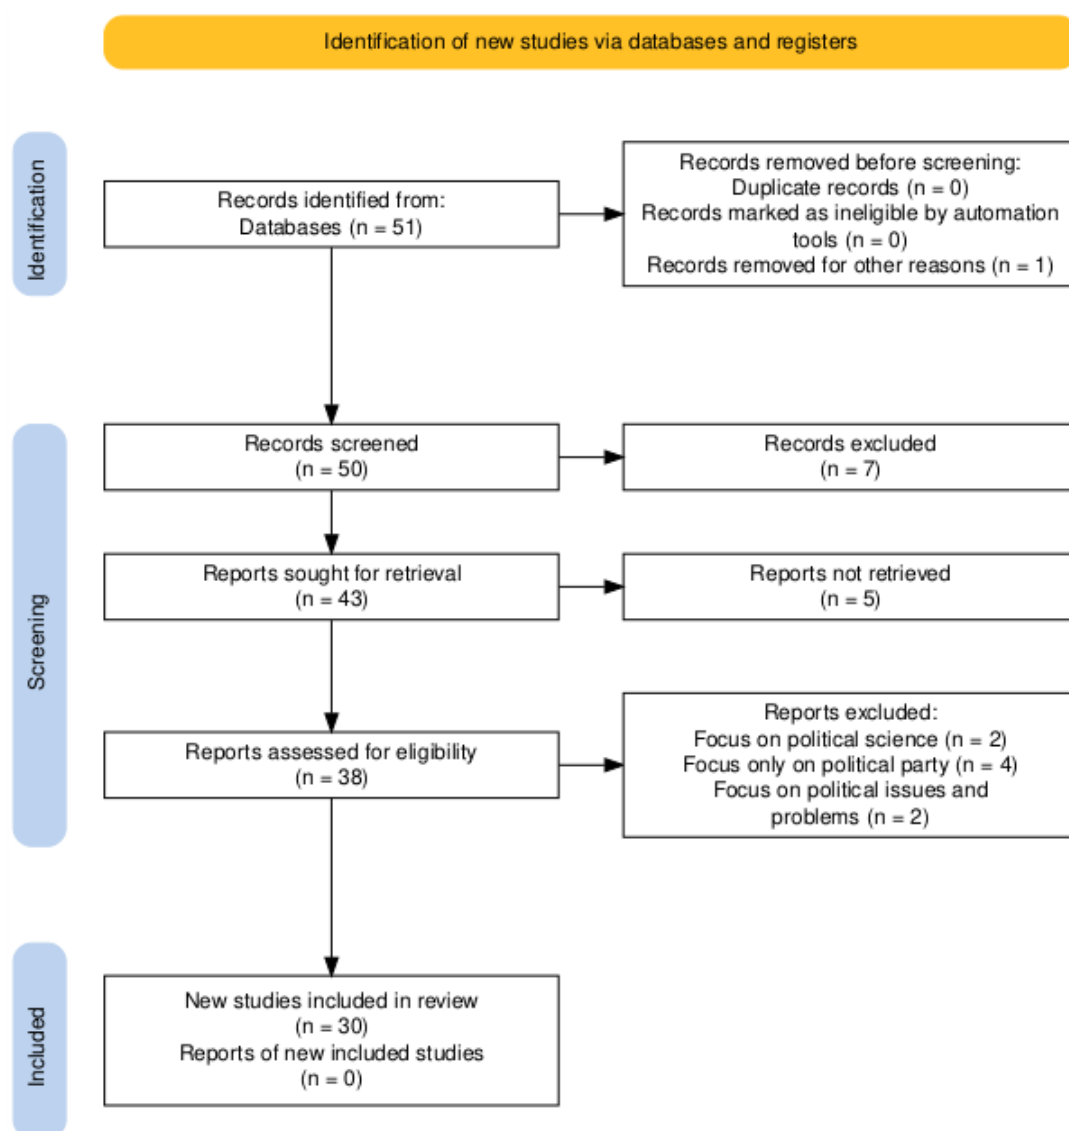 Identification of new studies via databases and registers
Identification
Records identified from:
Databases (n = 51)
Records removed before screening:
Duplicate records (n = 0)
Records marked as ineligible by automation
tools (n = 0)
Records removed for other reasons (n = 1)
Screening
Records screened
(n = 50)
Records excluded
(n = 7)
Reports sought for retrieval
(n = 43)
Reports not retrieved
(n = 5)
Reports assessed for eligibility
(n = 38)
Reports excluded:
Focus on political science (n = 2)
Focus only on political party (n = 4)
Focus on political issues and
problems (n = 2)
Included
New studies included in review
(n = 30)
Reports of new included studies
(n = 0)